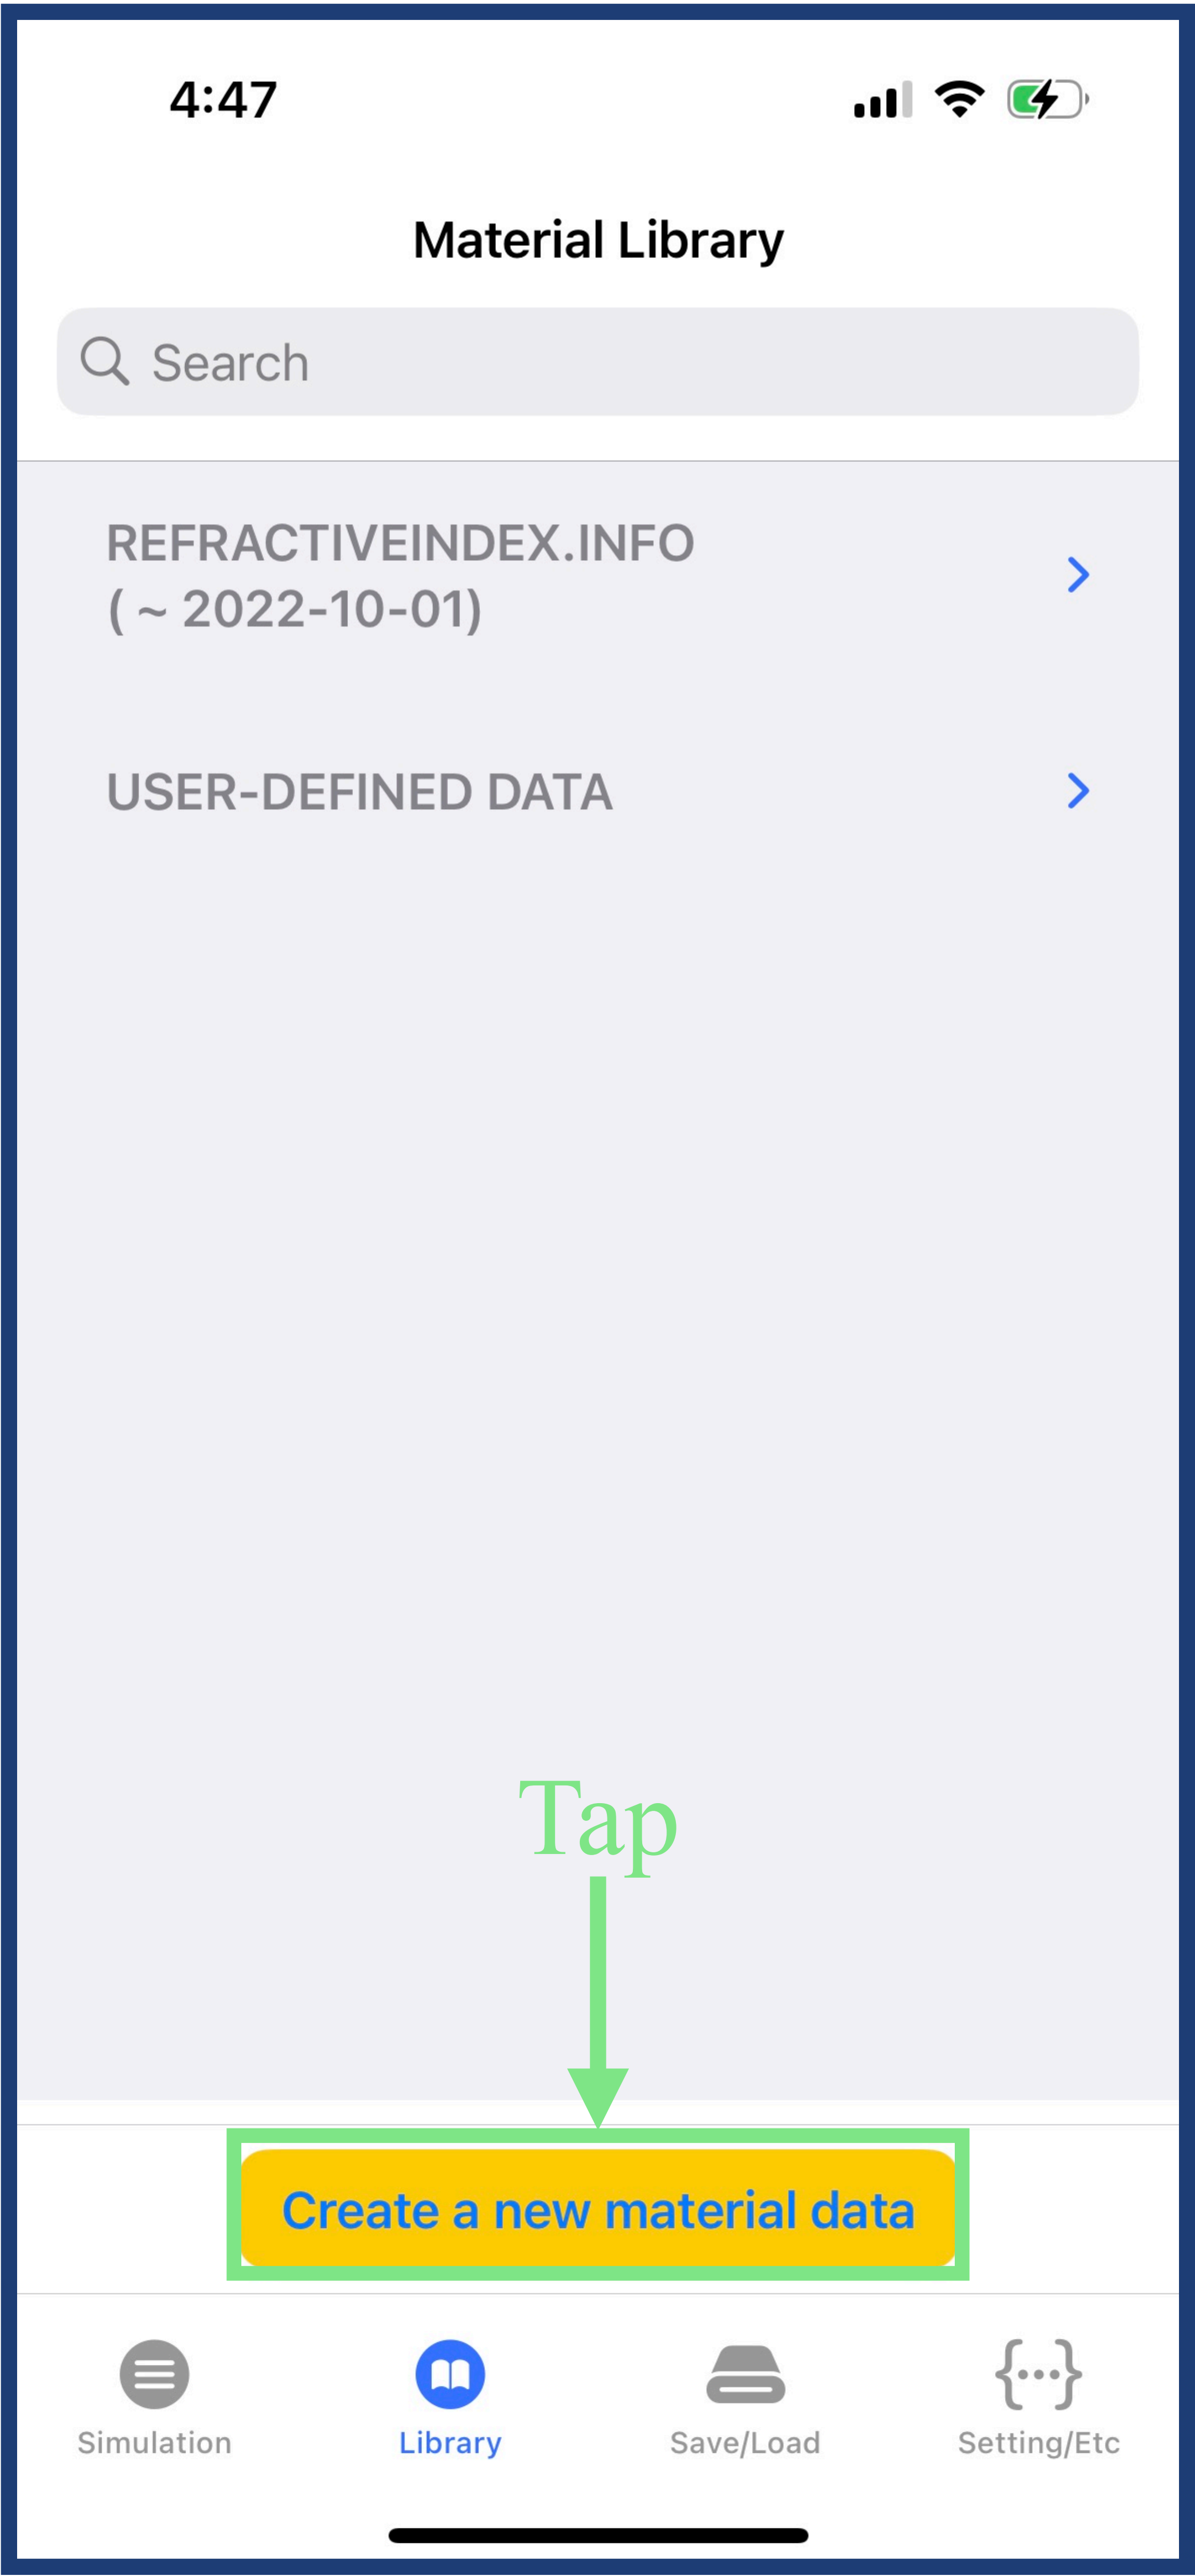 4:47
Material Library
Search
REFRACTIVEINDEX.INFO
( ~ 2022-10-01)
USER-DEFINED DATA
Tap
Create a new material data
Simulation
Library
Save/Load
Setting/Etc